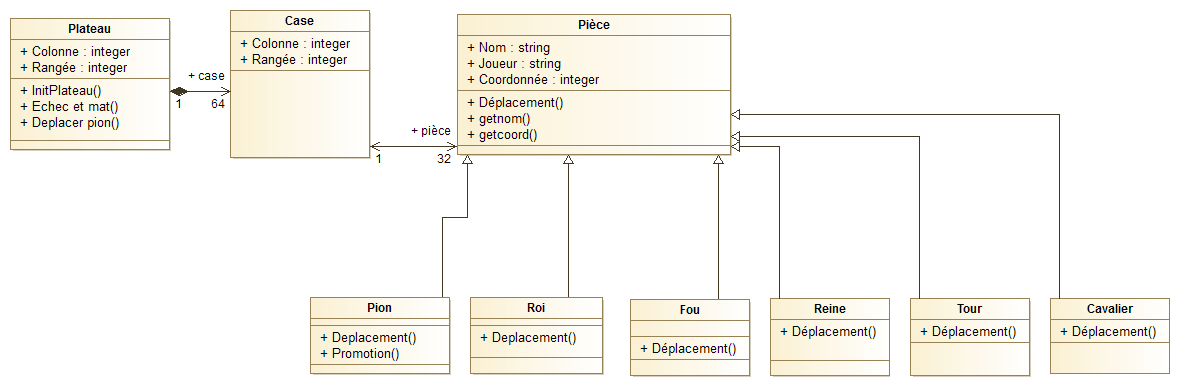 Plateau
+ Colonne : integer
+ Rangée : integer
+ InitPlateau()
+ Echec et mat()
+ Deplacer pion()
+ case
1
64
Case
+ Colonne : integer
+ Rangée : integer
+ pièce
1
32
Pièce
+ Nom : string
+ Joueur : string
+ Coordonnée : integer
+ Déplacement()
+ getnom()
+ getcoord()
Pion
+ Deplacement()
+ Promotion()
Roi
+ Deplacement()
Fou
+ Déplacement()
Reine
+ Déplacement()
Tour
+ Déplacement()
Cavalier
+ Déplacement()